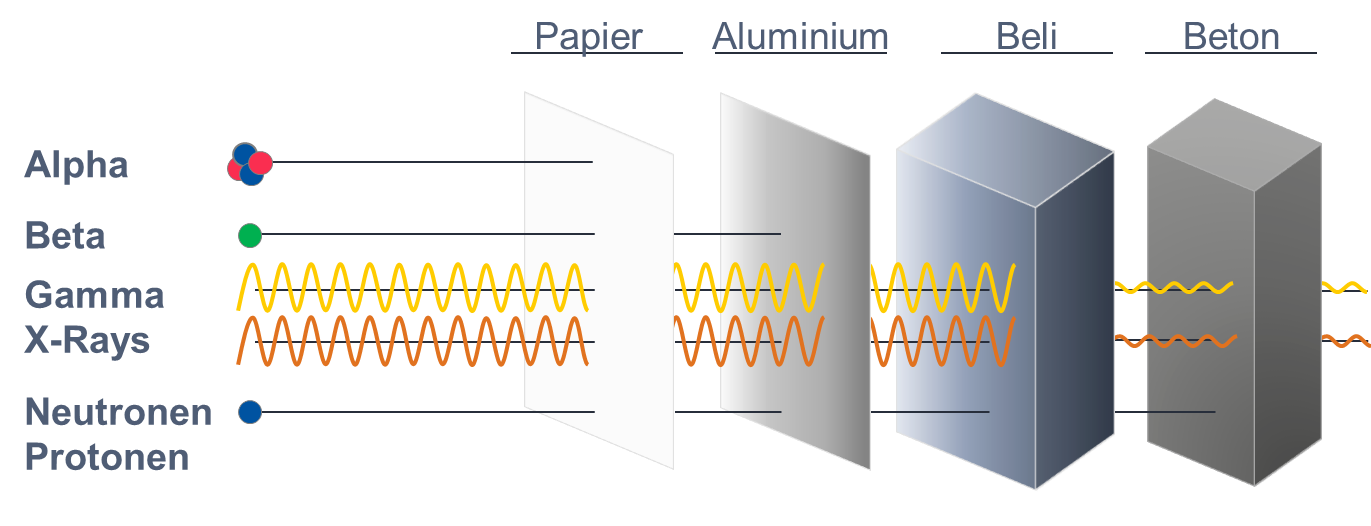 Papier
Aluminium
Beli
Beton
Alpha
Beta
Gamma
X-Rays
Neutronen
Protonen